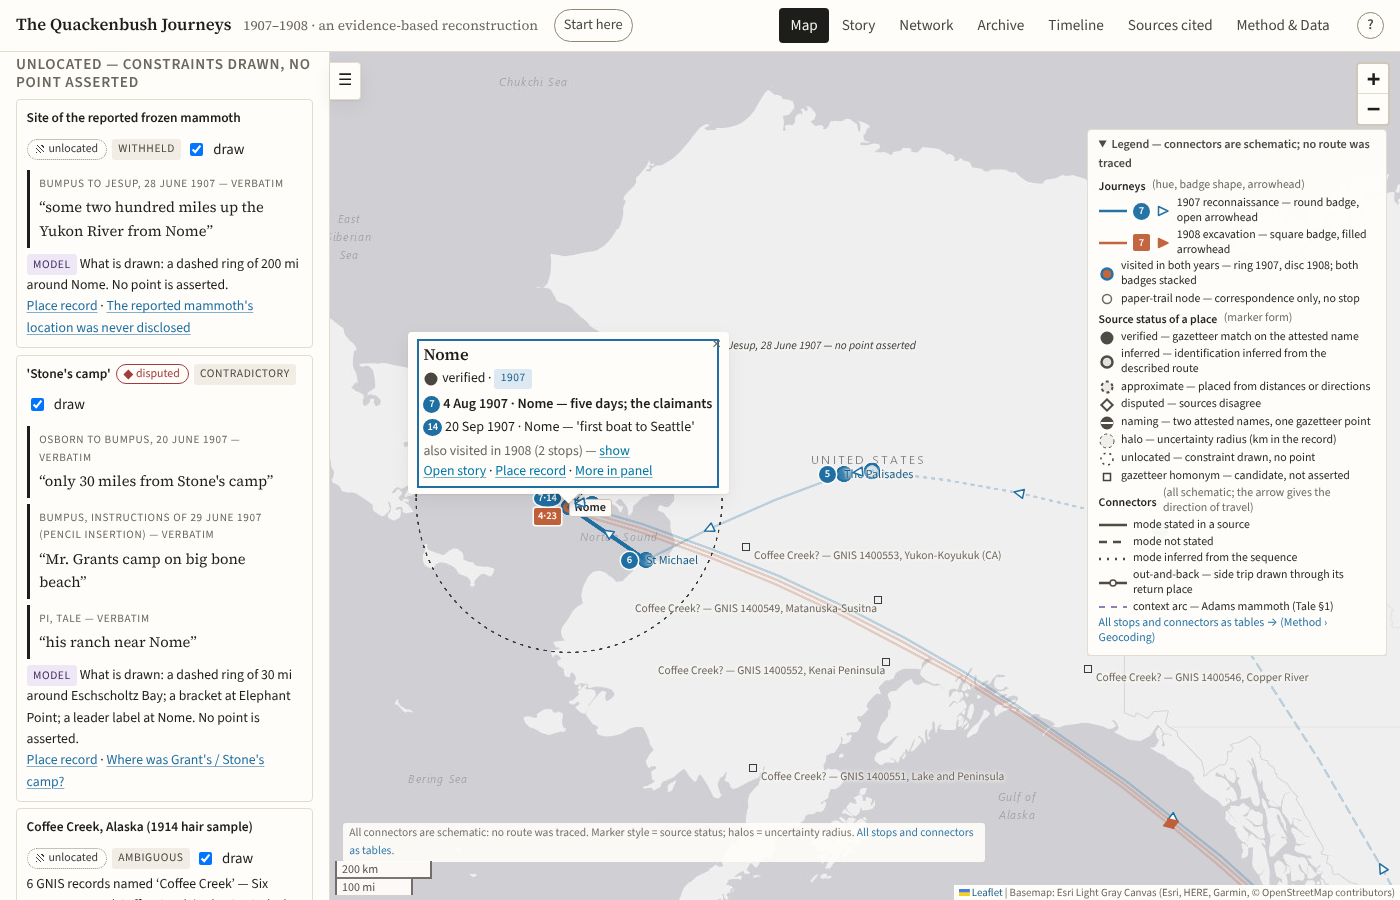 The Quackenbush Journeys 1907–1908 · an evidence-based reconstruction Start here
Map Story Network Archive Timeline Sources cited Method & Data ?
UNLOCATED — CONSTRAINTS DRAWN, NO
POINT ASSERTED
Site of the reported frozen mammoth
unlocated WITHHELD draw
BUMPUS TO JESUP, 28 JUNE 1907 — VERBATIM
“some two hundred miles up the
Yukon River from Nome”
MODEL What is drawn: a dashed ring of 200 mi
around Nome. No point is asserted.
Place record · The reported mammoth's
location was never disclosed
'Stone's camp' disputed CONTRADICTORY
draw
OSBORN TO BUMPUS, 20 JUNE 1907 —
VERBATIM
“only 30 miles from Stone's camp”
BUMPUS, INSTRUCTIONS OF 29 JUNE 1907
(PENCIL INSERTION) — VERBATIM
“Mr. Grants camp on big bone
beach”
PI, TALE — VERBATIM
“his ranch near Nome”
MODEL What is drawn: a dashed ring of 30 mi
around Eschscholtz Bay; a bracket at Elephant
Point; a leader label at Nome. No point is
asserted.
Place record · Where was Grant's / Stone's
camp?
Coffee Creek, Alaska (1914 hair sample)
unlocated AMBIGUOUS draw
6 GNIS records named ‘Coffee Creek’ — Six
☰
Chukchi Sea
East
Siberian
Sea
Jesup, 28 June 1907 — no point asserted
Nome
verified · 1907
7 4 Aug 1907 · Nome — five days; the claimants
14 20 Sep 1907 · Nome — 'first boat to Seattle'
also visited in 1908 (2 stops) — show
Open story · Place record · More in panel
×
7·14
4·23
Nome
Norton Sound
6 St Michael
UNITED STATES
5 The Palisades
Coffee Creek? — GNIS 1400553, Yukon-Koyukuk (CA)
Coffee Creek? — GNIS 1400549, Matanuska-Susitna
Coffee Creek? — GNIS 1400552, Kenai Peninsula
Coffee Creek? — GNIS 1400546, Copper River
Coffee Creek? — GNIS 1400551, Lake and Peninsula
Bering Sea
Gulf of
Alaska
+
−
▼ Legend — connectors are schematic; no route was
traced
Journeys (hue, badge shape, arrowhead)
7 1907 reconnaissance — round badge,
open arrowhead
7 1908 excavation — square badge, filled
arrowhead
visited in both years — ring 1907, disc 1908; both
badges stacked
paper-trail node — correspondence only, no stop
Source status of a place (marker form)
verified — gazetteer match on the attested name
inferred — identification inferred from the
described route
approximate — placed from distances or directions
disputed — sources disagree
naming — two attested names, one gazetteer point
halo — uncertainty radius (km in the record)
unlocated — constraint drawn, no point
gazetteer homonym — candidate, not asserted
Connectors (all schematic; the arrow gives the
direction of travel)
mode stated in a source
mode not stated
mode inferred from the sequence
out-and-back — side trip drawn through its
return place
context arc — Adams mammoth (Tale §1)
All stops and connectors as tables → (Method ›
Geocoding)
All connectors are schematic: no route was traced. Marker style = source status; halos = uncertainty radius. All stops and connectors
as tables.
200 km
100 mi
Leaflet | Basemap: Esri Light Gray Canvas (Esri, HERE, Garmin, © OpenStreetMap contributors)